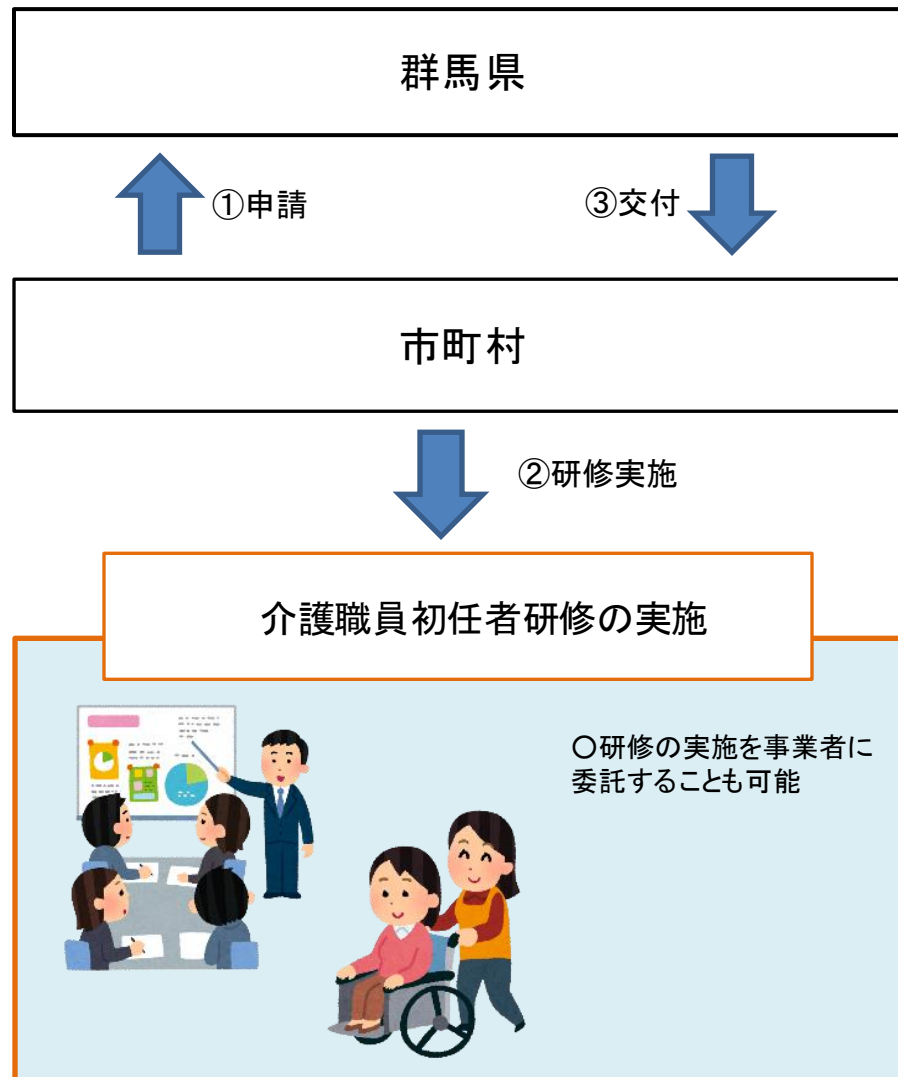 群馬県
①申請
③交付
市町村
②研修実施
介護職員初任者研修の実施
〇研修の実施を事業者に
委託することも可能